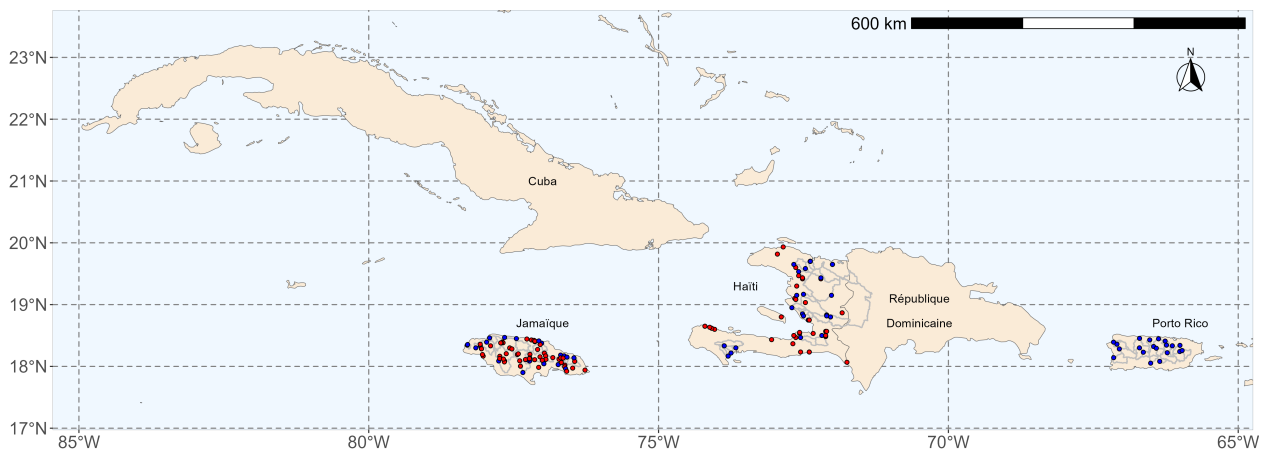 600 km
23°N
N
22°N
21°N
Cuba
20°N
Haïti
République
19°N
Dominicaine
Jamaïque
Porto Rico
18°N
17°N
85°W
80°W
75°W
70°W
65°W